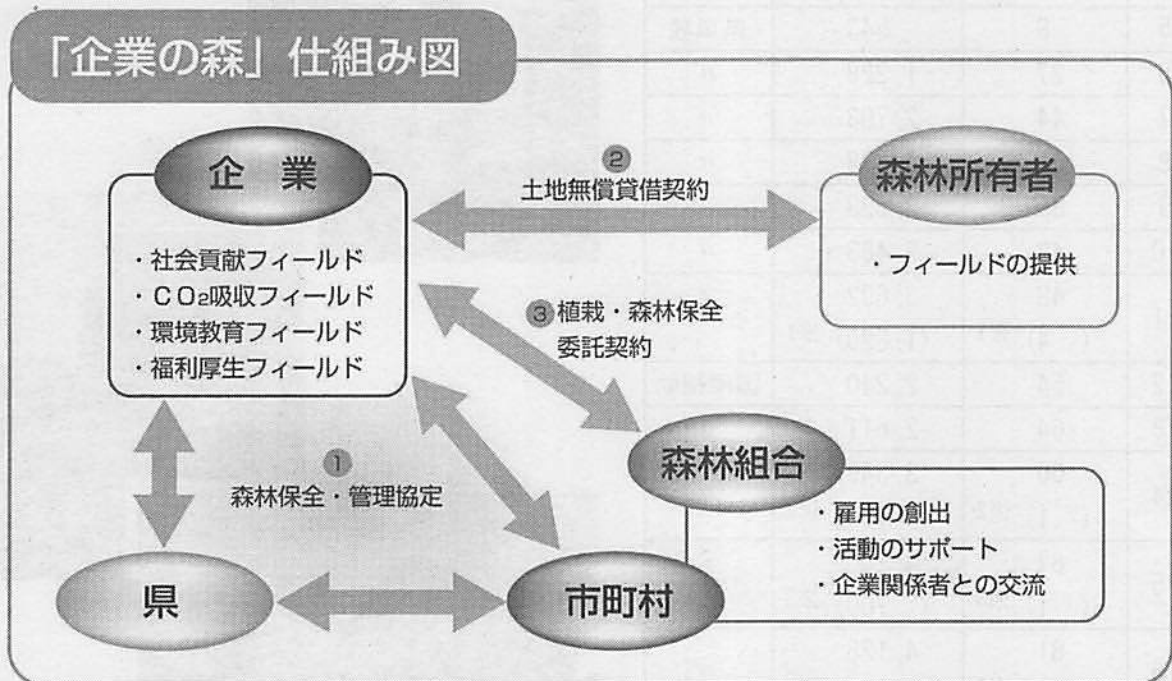 「企業の森」仕組み図
企 業
・社会貢献フィールド
・ＣＯ₂吸収フィールド
・環境教育フィールド
・福利厚生フィールド
②
土地無償貸借契約
森林所有者
・フィールドの提供
③植栽・森林保全
委託契約
①
森林保全・管理協定
森林組合
・雇用の創出
・活動のサポート
・企業関係者との交流
県
市町村